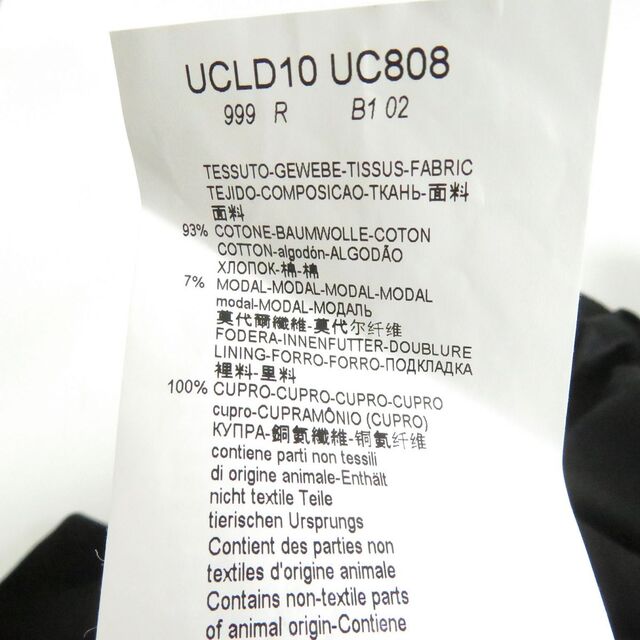 UCLD10 UC808
999 R B1 02
TESSUTO-GEWEBE-TISSUS-FABRIC
TEJIDO-COMPOSICAO-ТКАНЬ-面料
面料
93% COTONE-BAUMWOLLE-COTON
COTTON-algodón-ALGODÃO
ХЛОПОК-棉-棉
7% MODAL-MODAL-MODAL-MODAL
modal-MODAL-МОДАЛЬ
莫代爾纖維-莫代尔纤维
FODERA-INNENFUTTER-DOUBLURE
LINING-FORRO-FORRO-ПОДКЛАДКА
裡料-里料
100% CUPRO-CUPRO-CUPRO-CUPRO
cupro-CUPRAMÔNIO (CUPRO)
КУПРА-銅氨纖維-铜氨纤维
contiene parti non tessili
di origine animale-Enthält
nicht textile Teile
tierischen Ursprungs
Contient des parties non
textiles d'origine animale
Contains non-textile parts
of animal origin-Contiene